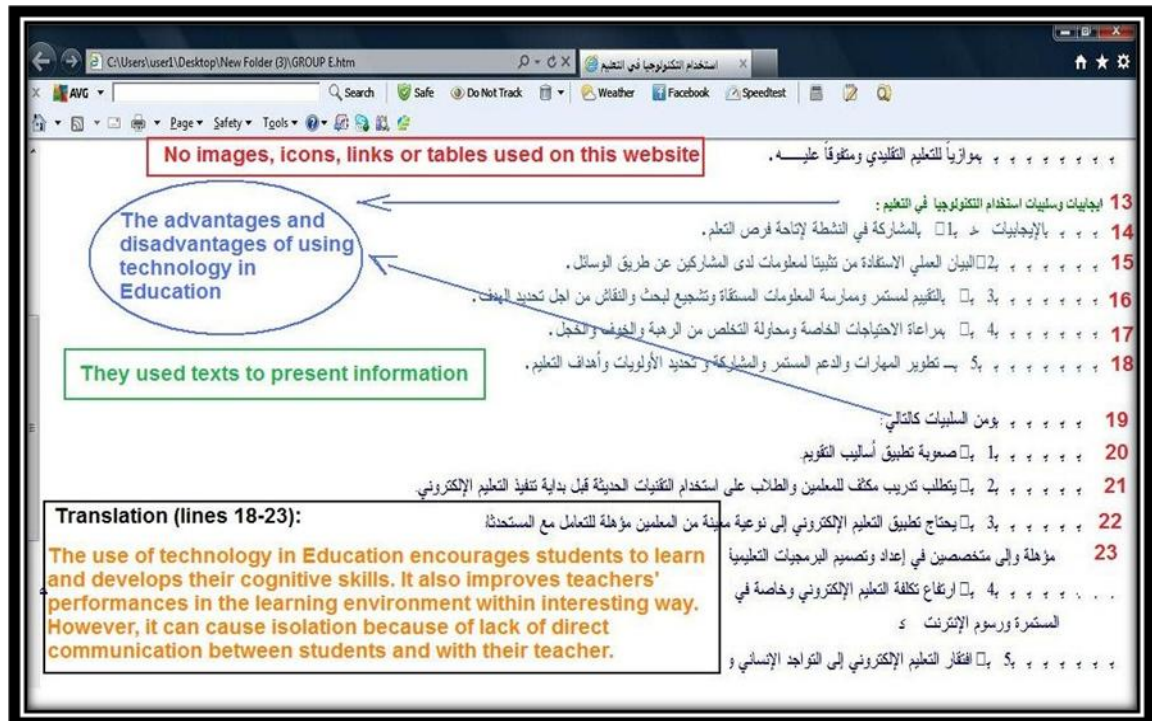 C:\Users\user1\Desktop\New Folder (3)\GROUP E.htm
استخدام التكنولوجيا في التعليم
AVG
Search Safe Do Not Track Weather Facebook Speedtest
Page Safety Tools
No images, icons, links or tables used on this website
بموازياً للتعليم التقليدي ومتفوقاً عليـــــه .
13 ايجابيات وسلبيات استخدام التكنولوجيا في التعليم :
The advantages and
disadvantages of using
technology in
Education
14 بالإيجابيات 1 بالمشاركة في النشطة لإتاحة فرص التعلم .
15 2 البيان العملي الاستفادة من تثبيتا لمعلومات لدى المشاركين عن طريق الوسائل .
16 3 بالتقييم لمستمر وممارسة المعلومات المستقاة وتشجيع لبحث والنقاش من اجل تحديد الهدف .
17 4 بمراعاة الاحتياجات الخاصة ومحاولة التخلص من الرهبة والخوف والخجل .
18 5 بـ تطوير المهارات والدعم المستمر والمشاركة و تحديد الأولويات وأهداف التعليم .
They used texts to present information
19 بومن السلبيات كالتالي:
20 1 صعوبة تطبيق أساليب التقويم.
21 2 يتطلب تدريب مكثف للمعلمين والطلاب على استخدام التقنيات الحديثة قبل بداية تنفيذ التعليم الإلكتروني.
22 3 يحتاج تطبيق التعليم الإلكتروني إلى نوعية معينة من المعلمين مؤهلة للتعامل مع المستحدثا
23 مؤهلة وإلى متخصصين في إعداد وتصميم البرمجيات التعليمية
4 ارتفاع تكلفة التعليم الإلكتروني وخاصة في
المستمرة ورسوم الإنترنت
5 افتقار التعليم الإلكتروني إلى التواجد الإنساني و
Translation (lines 18-23):
The use of technology in Education encourages students to learn
and develops their cognitive skills. It also improves teachers'
performances in the learning environment within interesting way.
However, it can cause isolation because of lack of direct
communication between students and with their teacher.